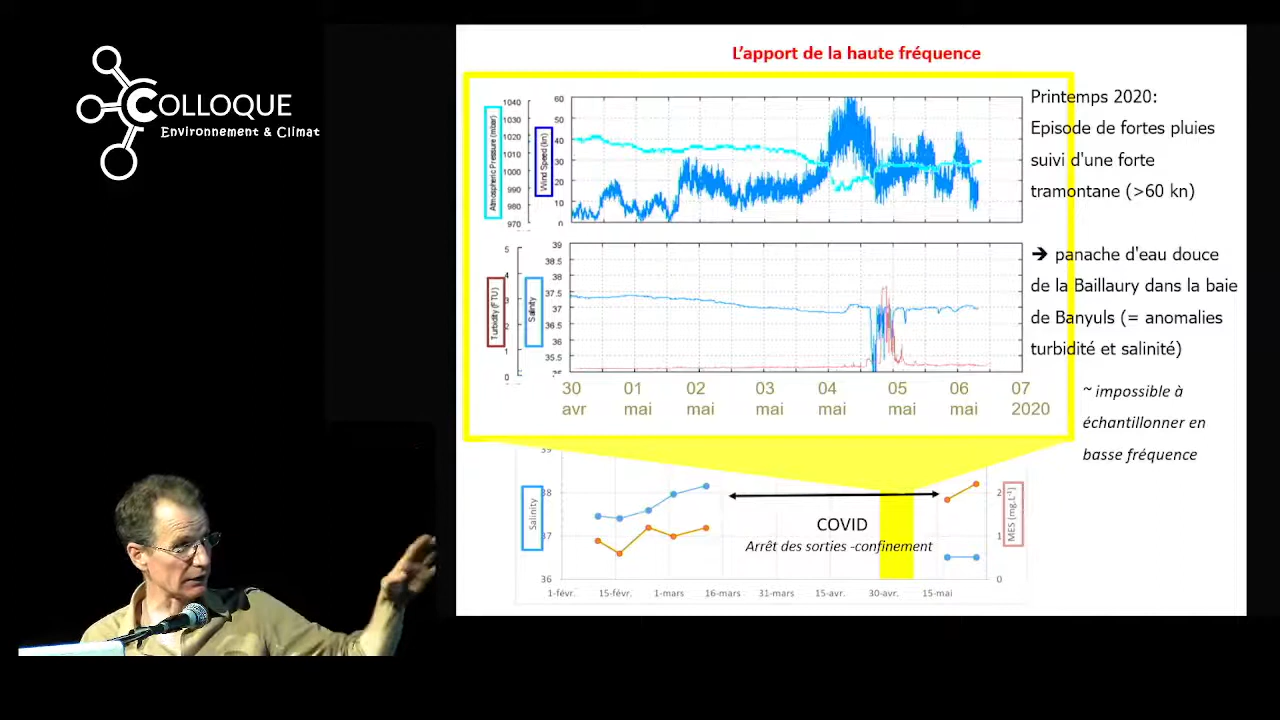 COLLOQUE
Environnement & Climat
L'apport de la haute fréquence
Printemps 2020:
Episode de fortes pluies
suivi d'une forte
tramontane (>60 kn)
➔ panache d'eau douce
de la Baillaury dans la baie
de Banyuls (= anomalies
turbidité et salinité)
~ impossible à
échantillonner en
basse fréquence
Atmospheric Pressure (mbar)
1040
1030
1020
1010
1000
990
980
970
Wind Speed (kn)
60
50
40
30
20
10
0
Turbidity (FTU)
5
4
3
2
1
0
Salinity
39
38.5
38
37.5
37
36.5
36
35.5
35
30 01 02 03 04 05 06 07
avr mai mai mai mai mai mai 2020
Salinity
39
38
37
36
COVID
Arrêt des sorties -confinement
2
1
0
MES (mg.L-1)
1-févr. 15-févr. 1-mars 16-mars 31-mars 15-avr. 30-avr. 15-mai